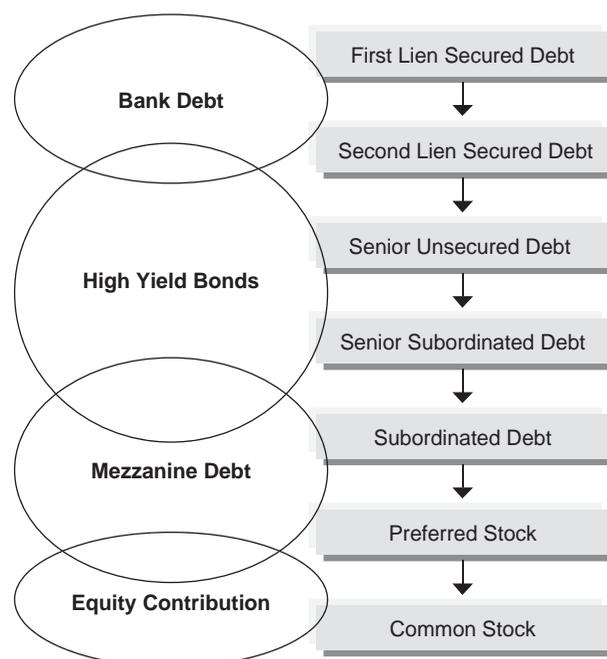 First Lien Secured Debt
Bank Debt
Second Lien Secured Debt
Senior Unsecured Debt
High Yield Bonds
Senior Subordinated Debt
Subordinated Debt
Mezzanine Debt
Preferred Stock
Equity Contribution
Common Stock